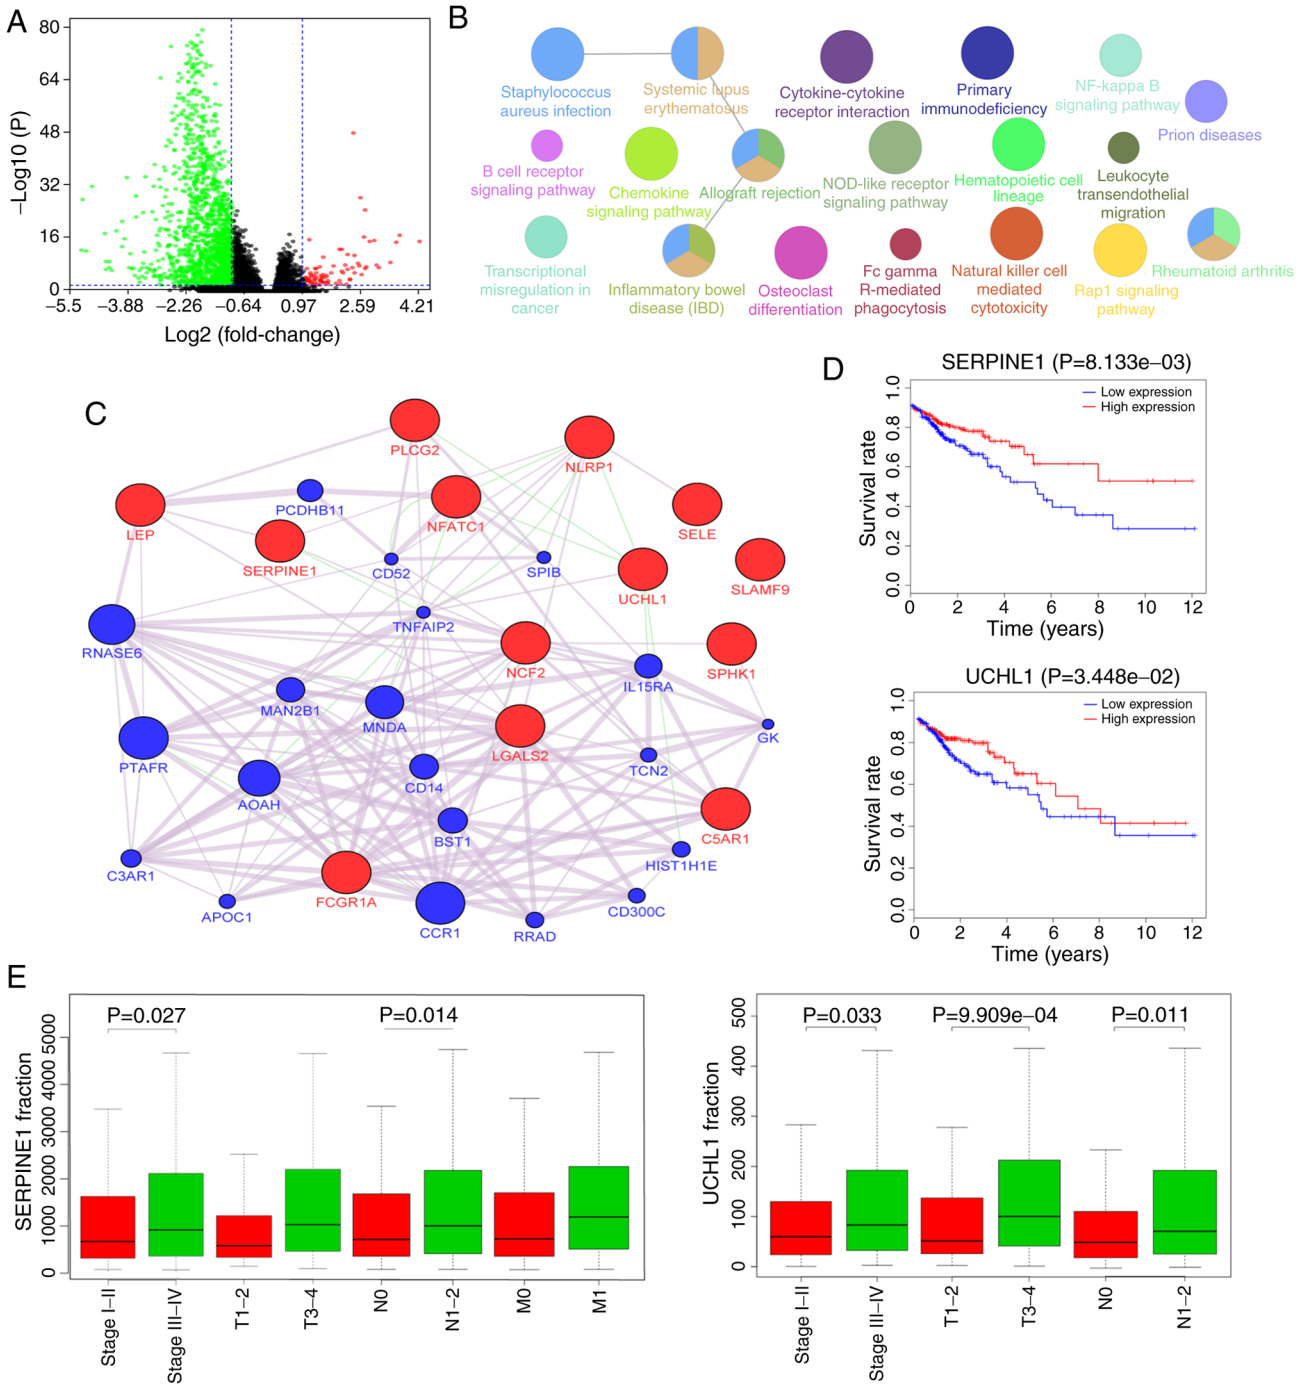 A
80
64
48
32
16
0
−Log10 (P)
−5.5 −3.88 −2.26 −0.64 0.97 2.59 4.21
Log2 (fold-change)
B
Staphylococcus
aureus infection
Systemic lupus
erythematosus
Cytokine-cytokine
receptor interaction
Primary
immunodeficiency
NF-kappa B
signaling pathway
Prion diseases
B cell receptor
signaling pathway
Chemokine
signaling pathway
Allograft rejection
NOD-like receptor
signaling pathway
Hematopoietic cell
lineage
Leukocyte
transendothelial
migration
Transcriptional
misregulation in
cancer
Inflammatory bowel
disease (IBD)
Osteoclast
differentiation
Fc gamma
R-mediated
phagocytosis
Natural killer cell
mediated
cytotoxicity
Rap1 signaling
pathway
Rheumatoid arthritis
C
PLCG2
NLRP1
LEP
PCDHB11
NFATC1
SELE
SERPINE1
CD52
SPIB
UCHL1
SLAMF9
RNASE6
TNFAIP2
NCF2
IL15RA
SPHK1
MAN2B1
MNDA
LGALS2
GK
PTAFR
AOAH
CD14
TCN2
BST1
C5AR1
C3AR1
FCGR1A
HIST1H1E
APOC1
CCR1
RRAD
CD300C
D
SERPINE1 (P=8.133e−03)
Low expression
High expression
Survival rate
1.0
0.8
0.6
0.4
0.2
0.0
0 2 4 6 8 10 12
Time (years)
UCHL1 (P=3.448e−02)
Low expression
High expression
Survival rate
1.0
0.8
0.6
0.4
0.2
0.0
0 2 4 6 8 10 12
Time (years)
E
P=0.027
P=0.014
SERPINE1 fraction
5000
4000
3000
2000
1000
0
Stage I−II
Stage III−IV
T1−2
T3−4
N0
N1−2
M0
M1
P=0.033
P=9.909e−04
P=0.011
UCHL1 fraction
500
400
300
200
100
0
Stage I−II
Stage III−IV
T1−2
T3−4
N0
N1−2